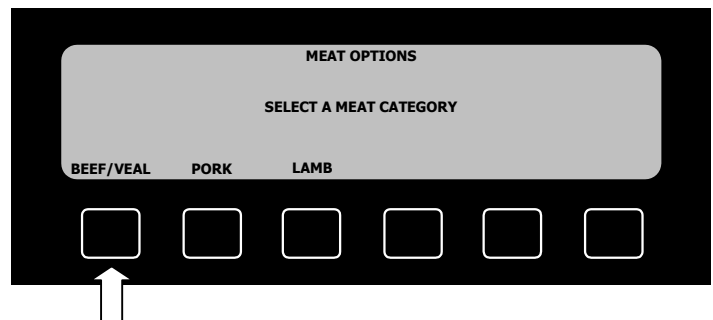 MEAT OPTIONS
SELECT A MEAT CATEGORY
BEEF/VEAL PORK LAMB